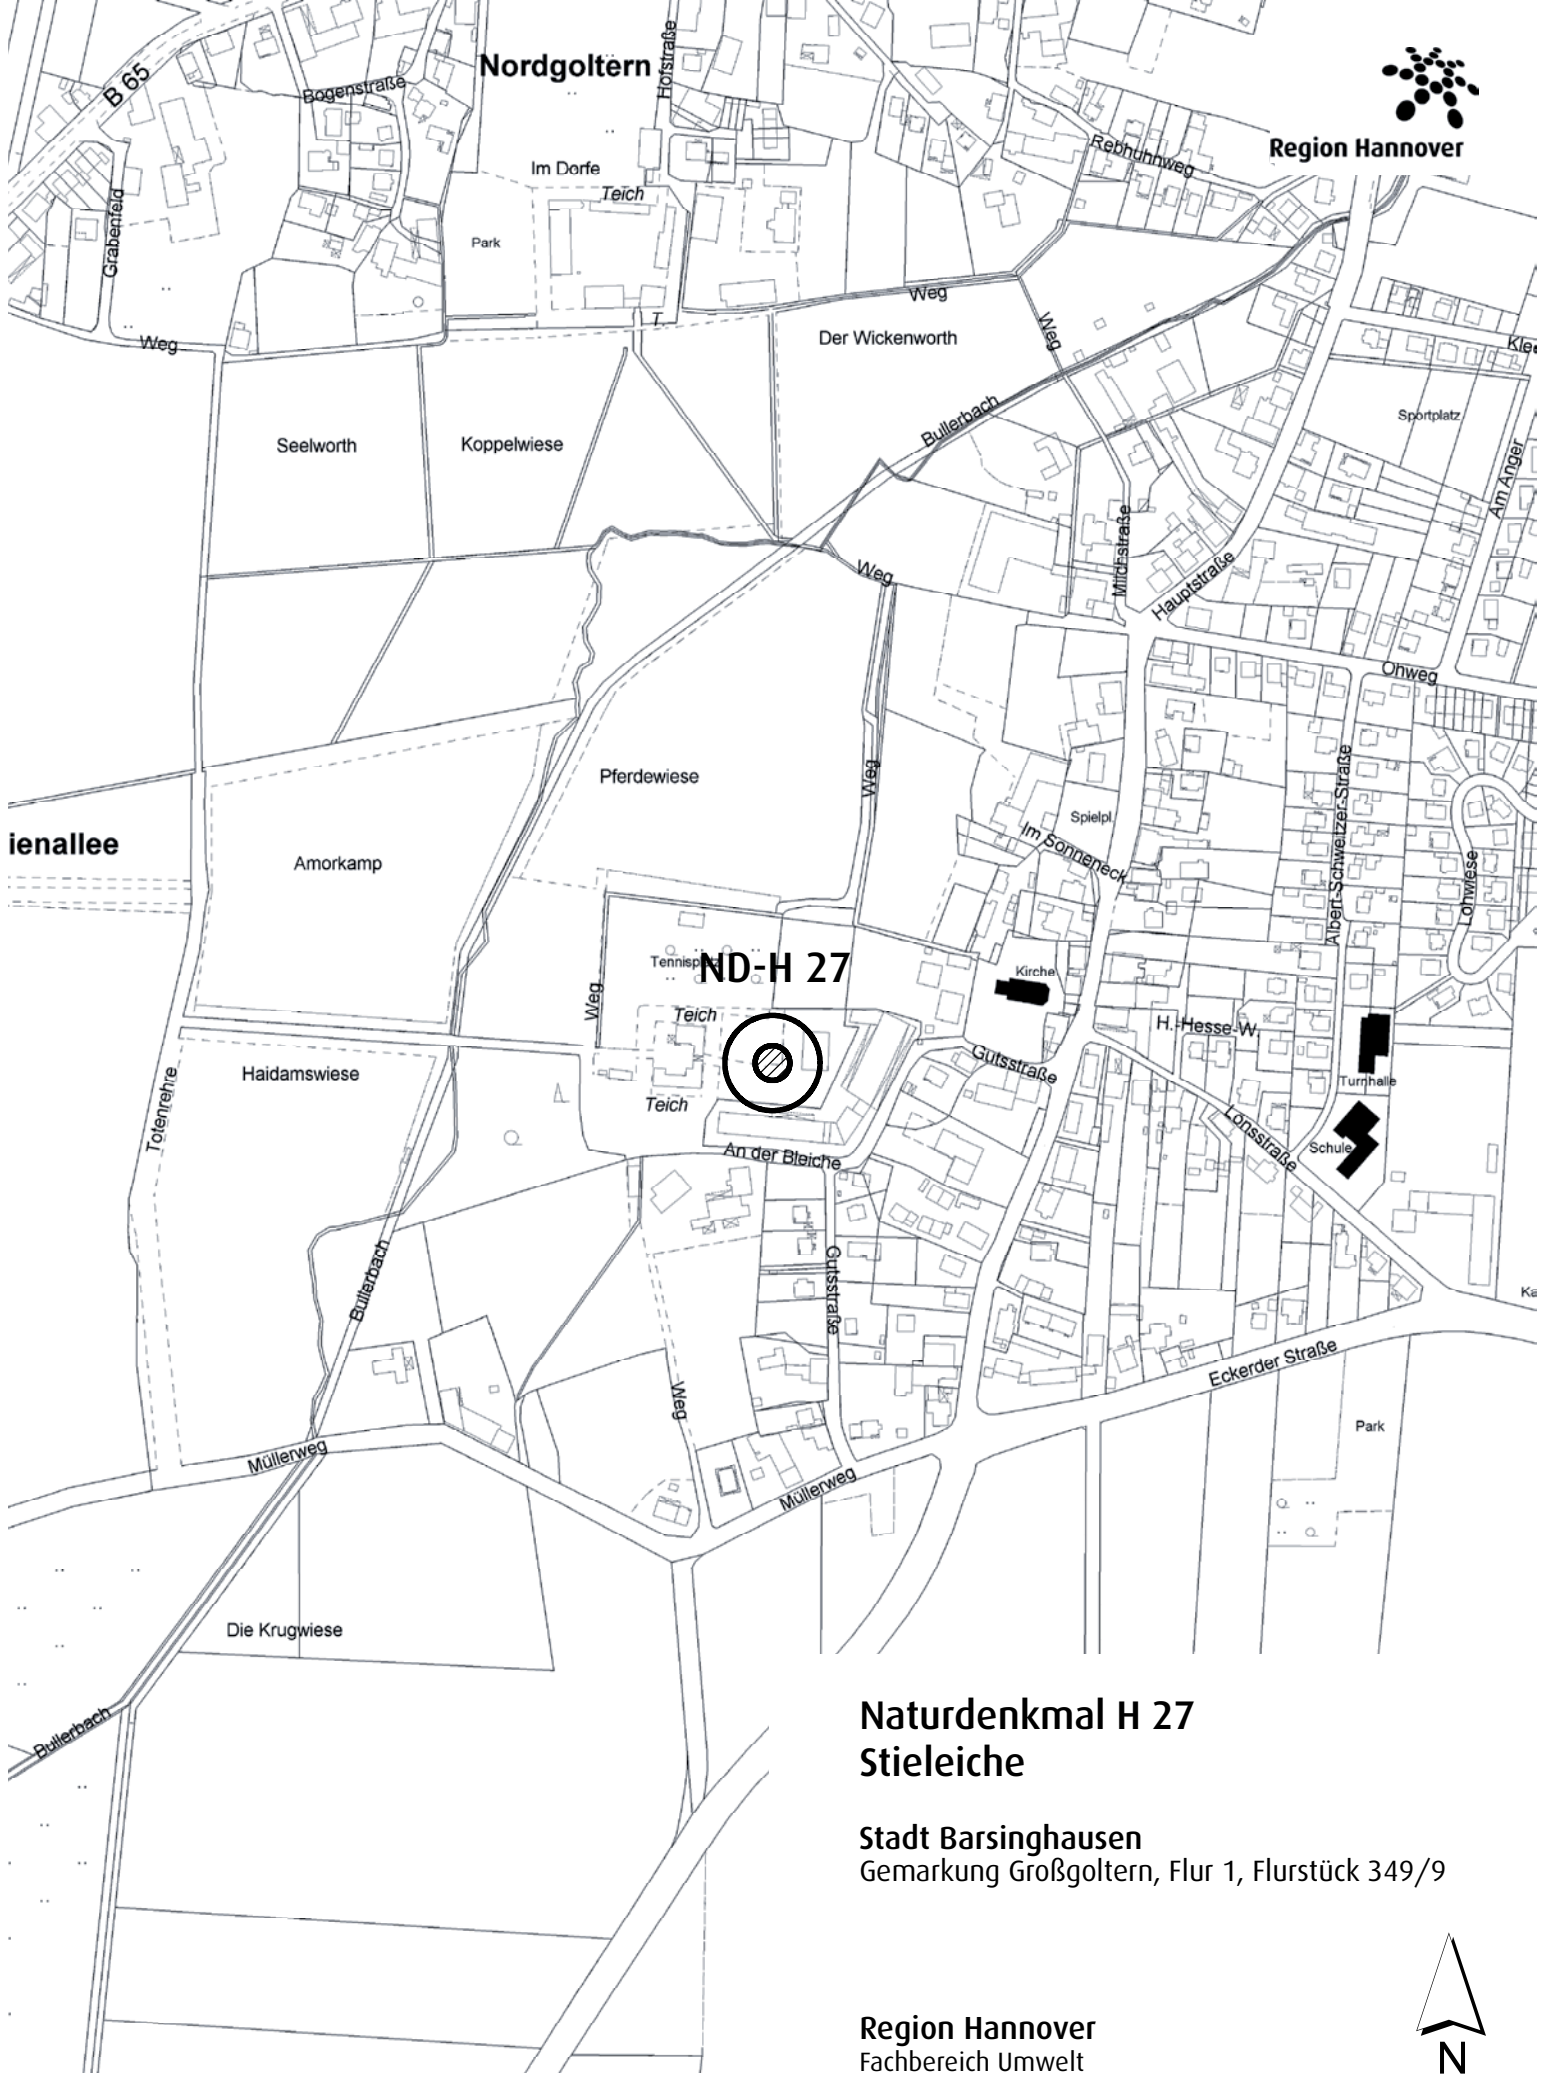 Nordgoltern
B 65
Bogenstraße
Hofstraße
Region Hannover
Rebhuhnweg
Im Dorfe
Teich
Grabenfeld
Park
Weg
T.
Weg
Der Wickenworth
Weg
Klee
Bullerbach
Sportplatz
Seelworth
Koppelwiese
Am Anger
Milchstraße
Hauptstraße
Weg
Ohweg
Pferdewiese
Weg
Albert-Schweitzer-Straße
Spielpl.
Im Sonneneck
ienallee
Amorkamp
Lohwiese
Tennisplatz
ND-H 27
Kirche
Weg
Teich
H.-Hesse-W.
Gutsstraße
Haidamswiese
Totenrehre
Turnhalle
Teich
Lönsstraße
Schule
An der Bleiche
Bullerbach
Gutsstraße
Ka
Eckerder Straße
Weg
Park
Müllerweg
Müllerweg
Die Krugwiese
Bullerbach
Naturdenkmal H 27
Stieleiche
Stadt Barsinghausen
Gemarkung Großgoltern, Flur 1, Flurstück 349/9
Region Hannover
Fachbereich Umwelt
N